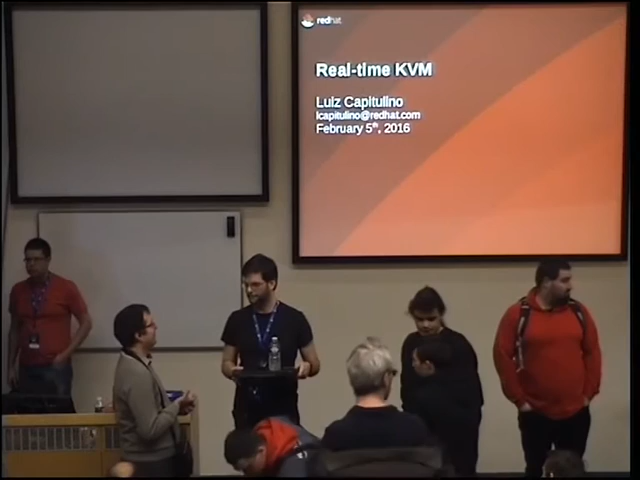 redhat
Real-time KVM
Luiz Capitulino
lcapitulino@redhat.com
February 5th, 2016